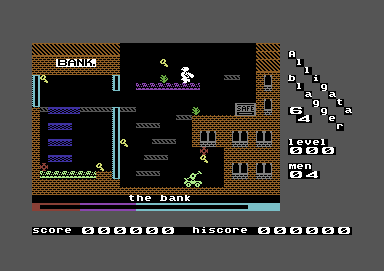 BANK.
SAFE
Alligata
blagger
64
level
000
men
04
the bank
score 000000 hiscore 000000